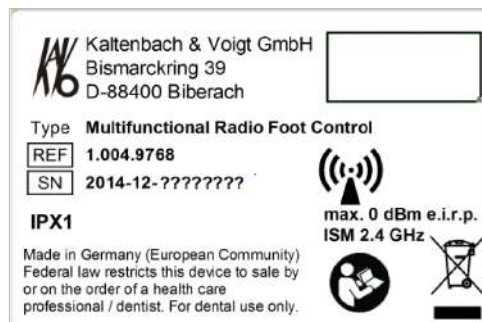 KAVO
Kaltenbach & Voigt GmbH
Bismarckring 39
D-88400 Biberach
Type Multifunctional Radio Foot Control
REF 1.004.9768
SN 2014-12-????????
IPX1
max. 0 dBm e.i.r.p.
ISM 2.4 GHz
Made in Germany (European Community)
Federal law restricts this device to sale by
or on the order of a health care
professional / dentist. For dental use only.